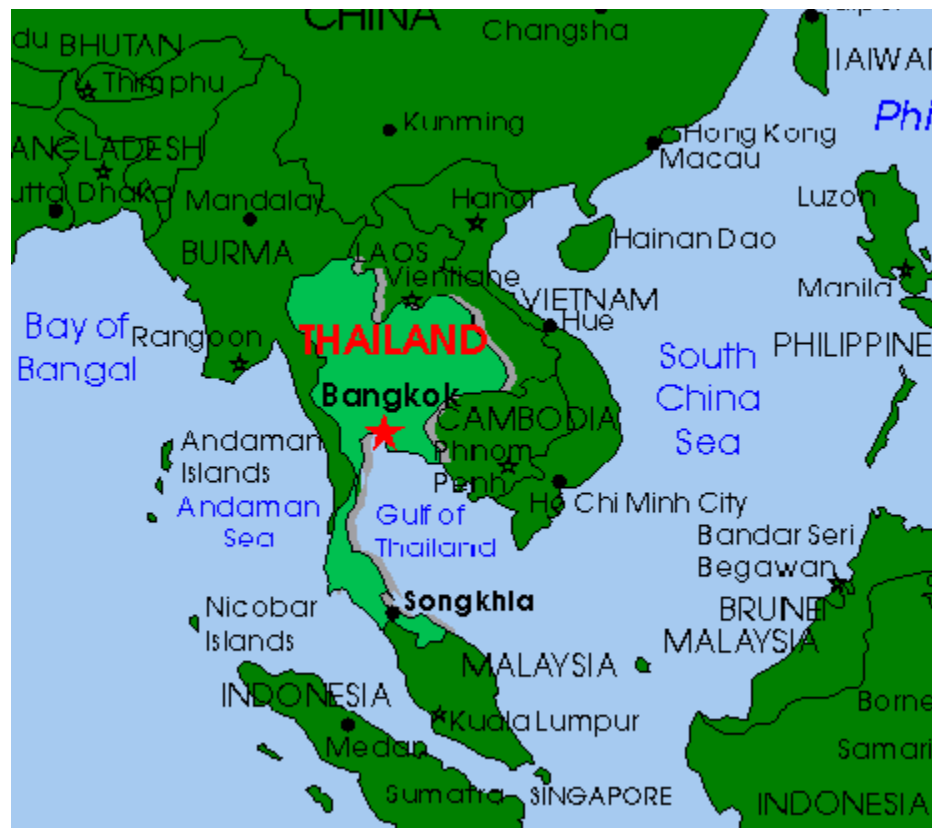 CHINA
Changsha
du BHUTAN
Thimphu
Kunming
Hong Kong
Macau
Phi
ANGLADESH
utta Dhaka
Mandalay
Hanoi
Luzon
BURMA
LAOS
Hainan Dao
Vientiane
VIETNAM
Manila
Bay of
Bangal
Rangoon
THAILAND
Hue
South
China
Sea
PHILIPPINE
Bangkok
CAMBODIA
Andaman
Islands
Phnom
Penh
Andaman
Sea
Gulf of
Thailand
Ho Chi Minh City
Bandar Seri
Begawan
Nicobar
Islands
Songkhla
BRUNEI
MALAYSIA
MALAYSIA
INDONESIA
Kuala Lumpur
Borne
Medan
Samari
Sumatra
SINGAPORE
INDONESIA